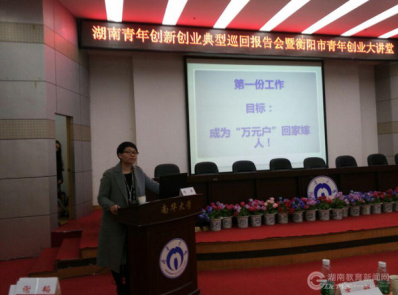 湖南青年创新创业典型巡回报告会暨衡阳市青年创业大讲堂
第一份工作
目标：
成为“万元户”回家嫁
人！
南华大学
湖南教育新闻网